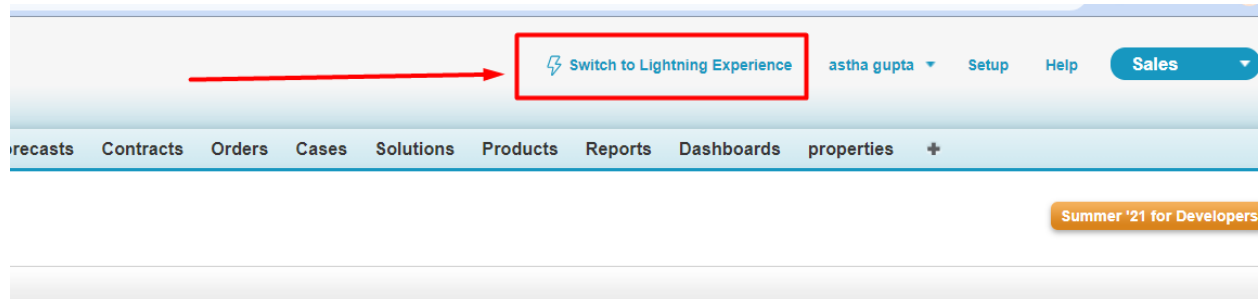 Switch to Lightning Experience astha gupta Setup Help Sales
recasts Contracts Orders Cases Solutions Products Reports Dashboards properties +
Summer '21 for Developers